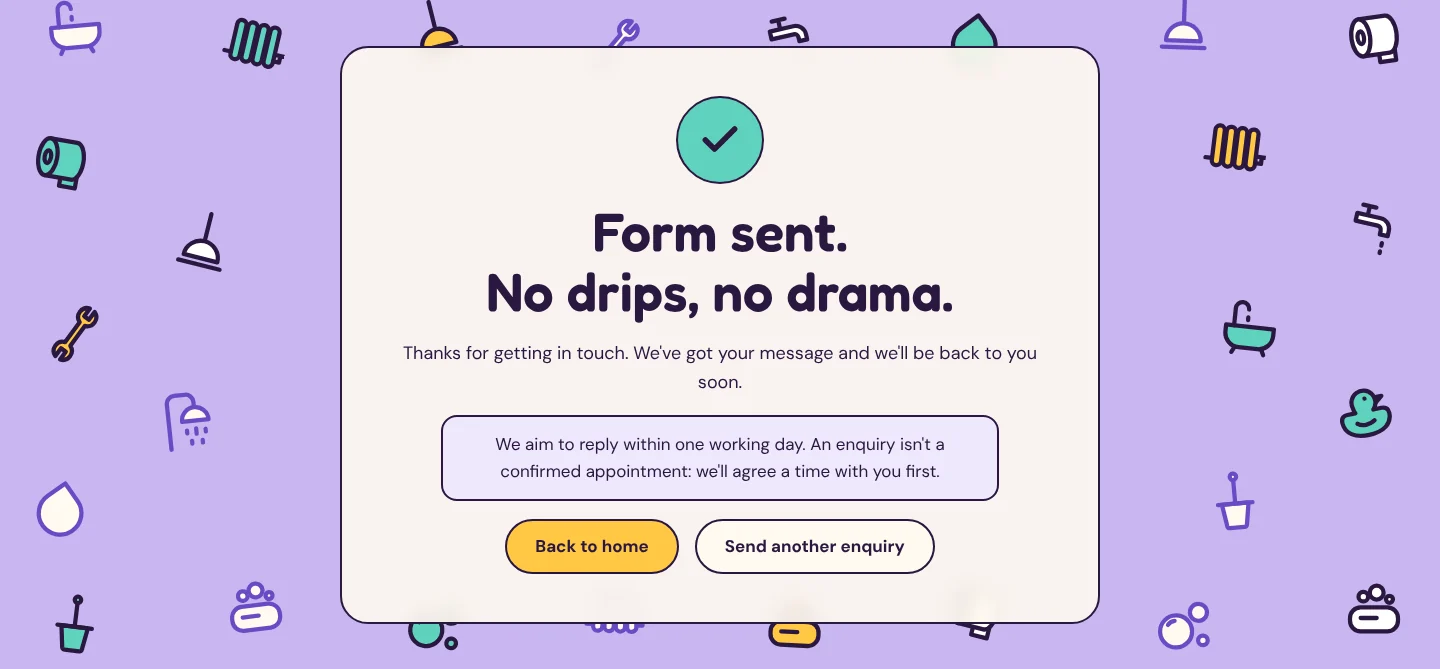 Form sent.
No drips, no drama.
Thanks for getting in touch. We've got your message and we'll be back to you
soon.
We aim to reply within one working day. An enquiry isn't a
confirmed appointment: we'll agree a time with you first.
Back to home
Send another enquiry